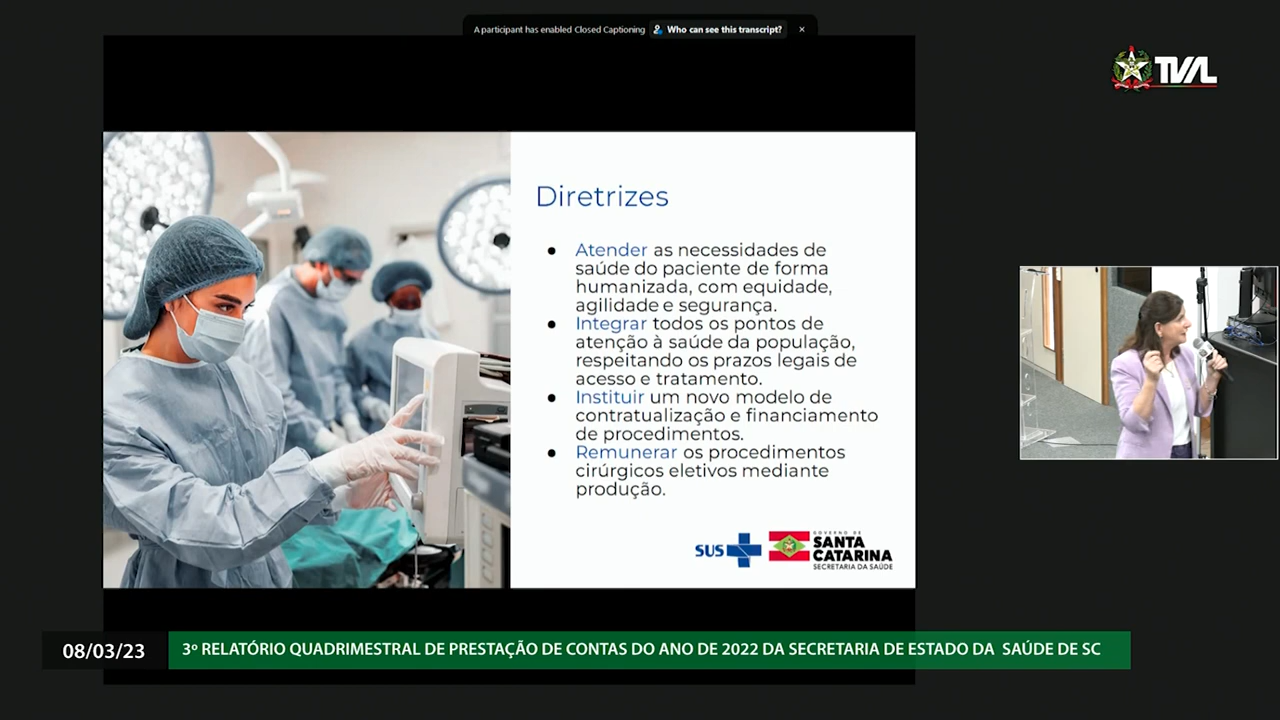 A participant has enabled Closed Captioning Who can see this transcript? ×
TVAL
Diretrizes
• Atender as necessidades de
saúde do paciente de forma
humanizada, com equidade,
agilidade e segurança.
• Integrar todos os pontos de
atenção à saúde da população,
respeitando os prazos legais de
acesso e tratamento.
• Instituir um novo modelo de
contratualização e financiamento
de procedimentos.
• Remunerar os procedimentos
cirúrgicos eletivos mediante
produção.
SUS
GOVERNO DE
SANTA
CATARINA
SECRETARIA DA SAÚDE
08/03/23 3º RELATÓRIO QUADRIMESTRAL DE PRESTAÇÃO DE CONTAS DO ANO DE 2022 DA SECRETARIA DE ESTADO DA SAÚDE DE SC